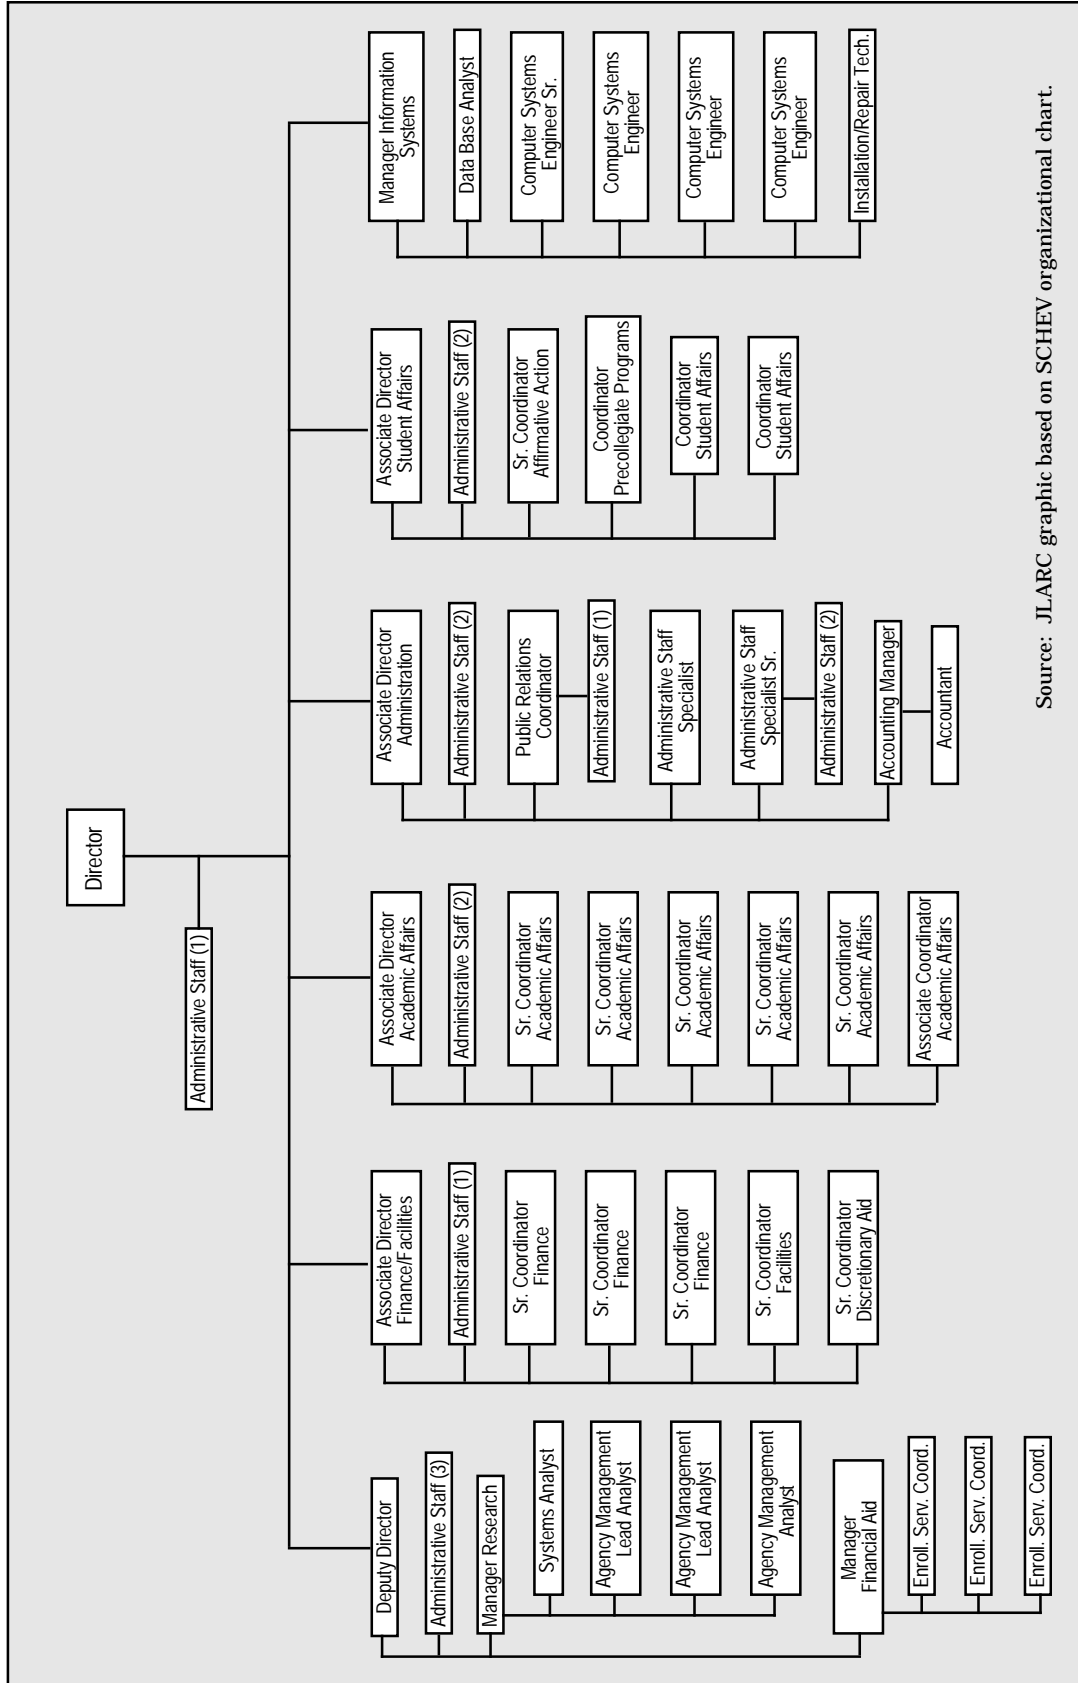 Director
Administrative Staff (1)
Deputy Director
Administrative Staff (3)
Manager Research
Systems Analyst
Agency Management
Lead Analyst
Agency Management
Lead Analyst
Agency Management
Analyst
Manager
Financial Aid
Enroll. Serv. Coord.
Enroll. Serv. Coord.
Enroll. Serv. Coord.
Associate Director
Finance/Facilities
Administrative Staff (1)
Sr. Coordinator
Finance
Sr. Coordinator
Finance
Sr. Coordinator
Finance
Sr. Coordinator
Facilities
Sr. Coordinator
Discretionary Aid
Associate Director
Academic Affairs
Administrative Staff (2)
Sr. Coordinator
Academic Affairs
Sr. Coordinator
Academic Affairs
Sr. Coordinator
Academic Affairs
Sr. Coordinator
Academic Affairs
Sr. Coordinator
Academic Affairs
Associate Coordinator
Academic Affairs
Associate Director
Administration
Administrative Staff (2)
Public Relations
Coordinator
Administrative Staff (1)
Administrative Staff
Specialist
Administrative Staff
Specialist Sr.
Administrative Staff (2)
Accounting Manager
Accountant
Associate Director
Student Affairs
Administrative Staff (2)
Sr. Coordinator
Affirmative Action
Coordinator
Precollegiate Programs
Coordinator
Student Affairs
Coordinator
Student Affairs
Manager Information
Systems
Data Base Analyst
Computer Systems
Engineer Sr.
Computer Systems
Engineer
Computer Systems
Engineer
Computer Systems
Engineer
Installation/Repair Tech.
Source: JLARC graphic based on SCHEV organizational chart.